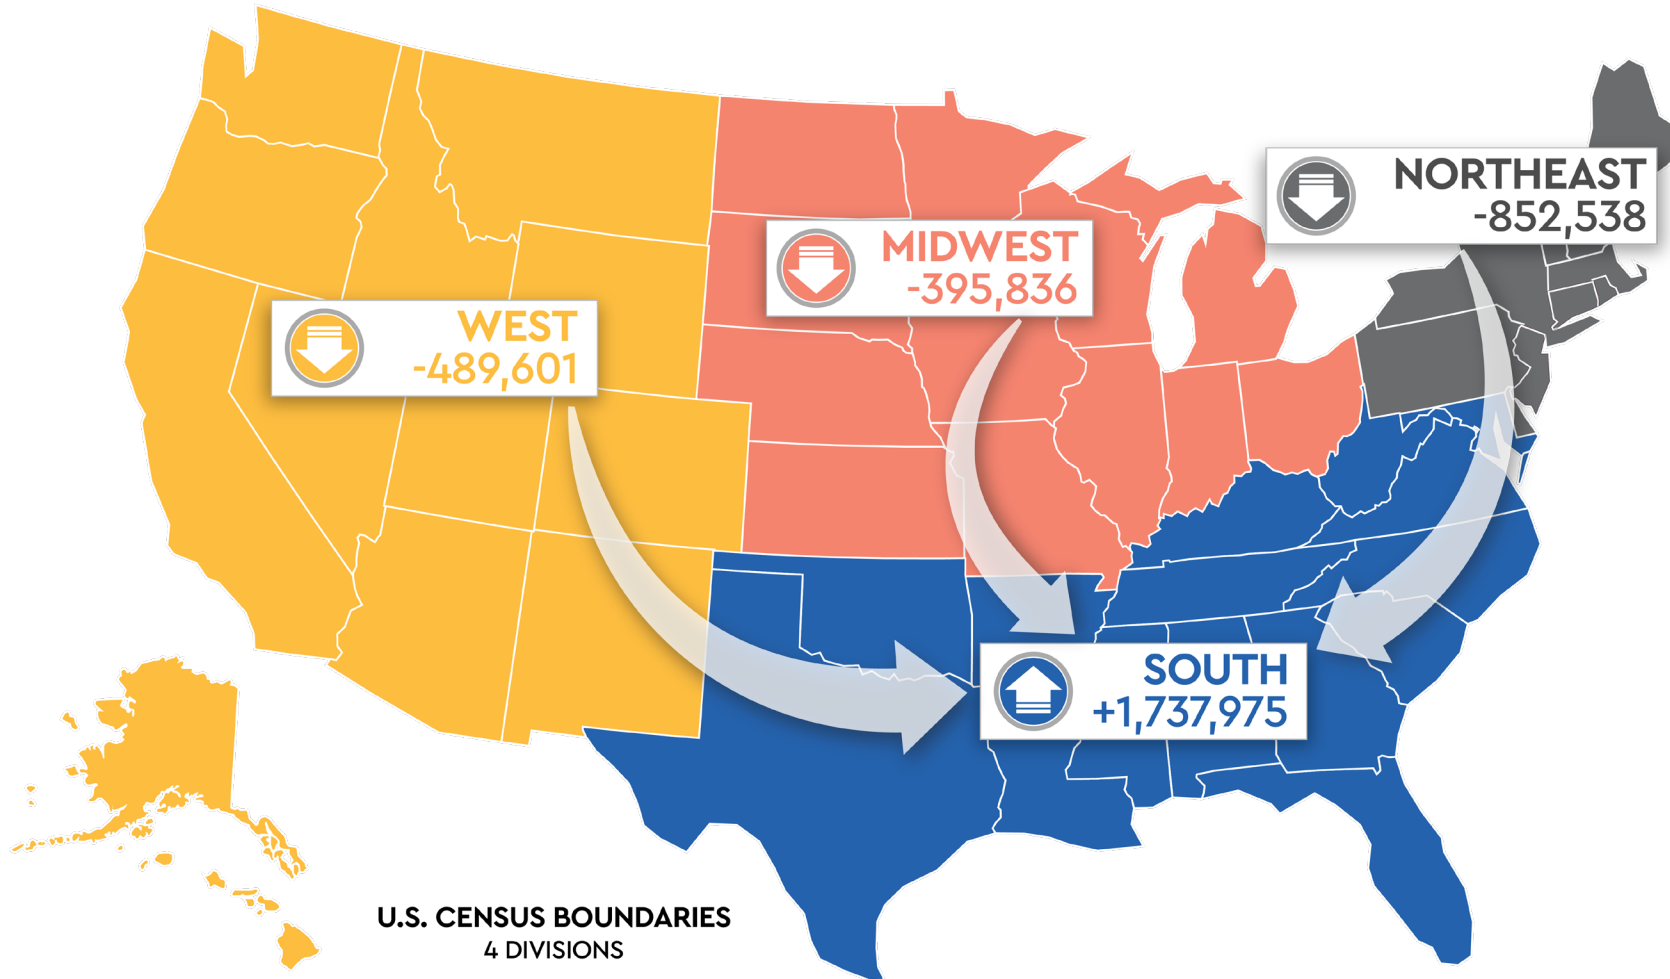 NORTHEAST
-852,538
MIDWEST
-395,836
WEST
-489,601
SOUTH
+1,737,975
U.S. CENSUS BOUNDARIES
4 DIVISIONS